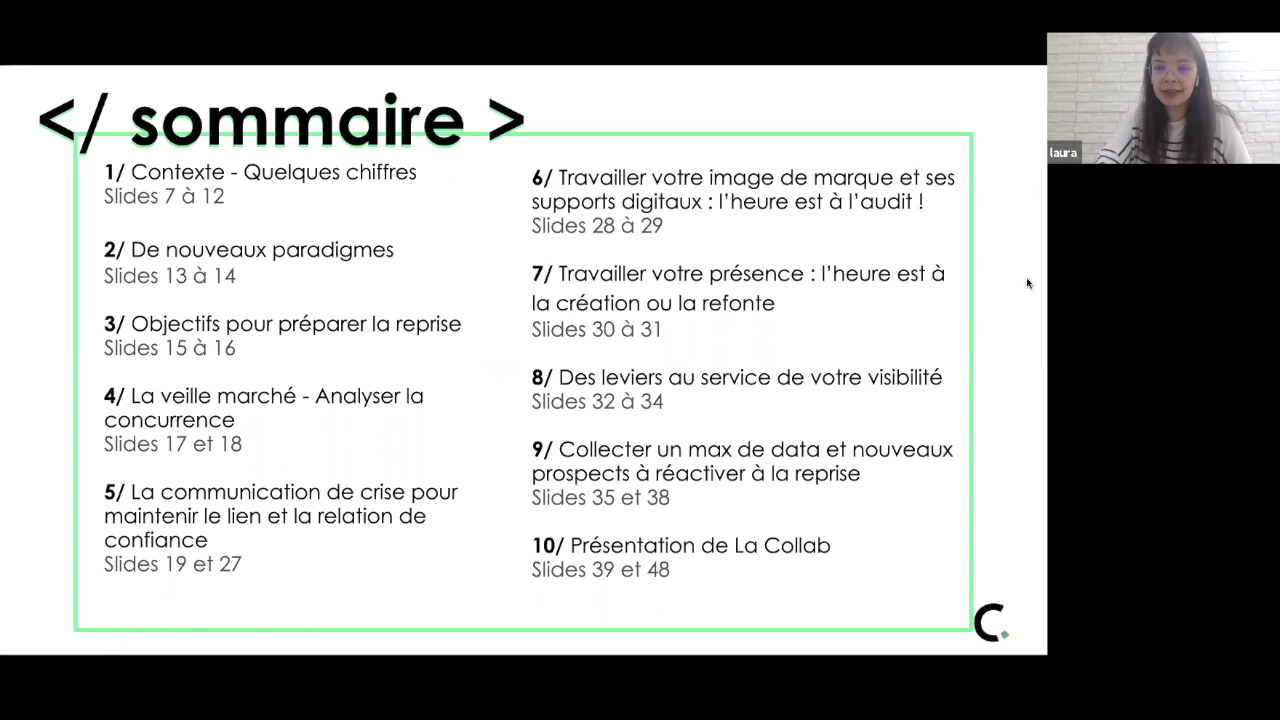 </ sommaire >
1/ Contexte - Quelques chiffres
Slides 7 à 12
2/ De nouveaux paradigmes
Slides 13 à 14
3/ Objectifs pour préparer la reprise
Slides 15 à 16
4/ La veille marché - Analyser la
concurrence
Slides 17 et 18
5/ La communication de crise pour
maintenir le lien et la relation de
confiance
Slides 19 et 27
6/ Travailler votre image de marque et ses
supports digitaux : l’heure est à l’audit !
Slides 28 à 29
7/ Travailler votre présence : l’heure est à
la création ou la refonte
Slides 30 à 31
8/ Des leviers au service de votre visibilité
Slides 32 à 34
9/ Collecter un max de data et nouveaux
prospects à réactiver à la reprise
Slides 35 et 38
10/ Présentation de La Collab
Slides 39 et 48
C.
laura